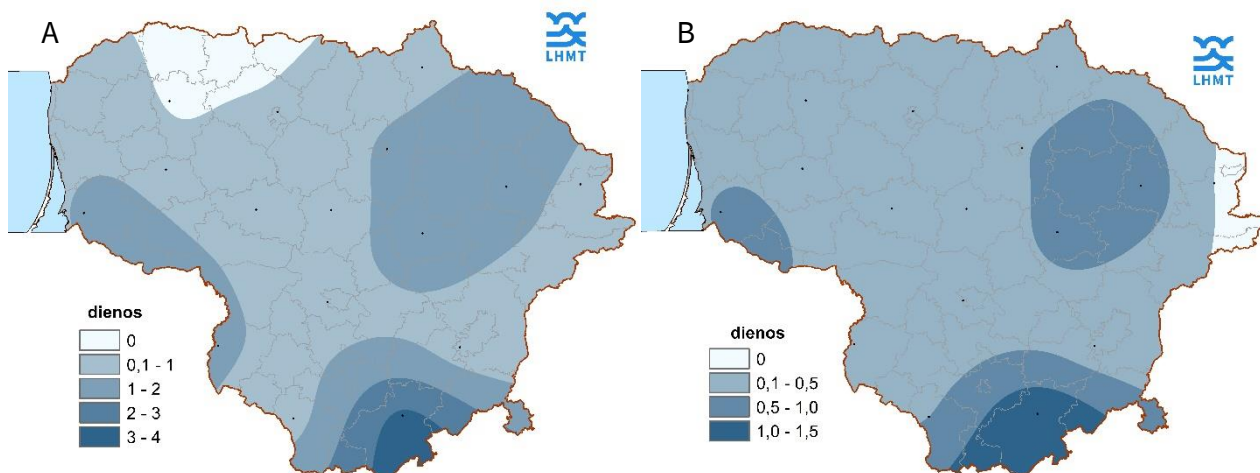 A
LHMT
dienos
0
0,1 - 1
1 - 2
2 - 3
3 - 4
B
LHMT
dienos
0
0,1 - 0,5
0,5 - 1,0
1,0 - 1,5